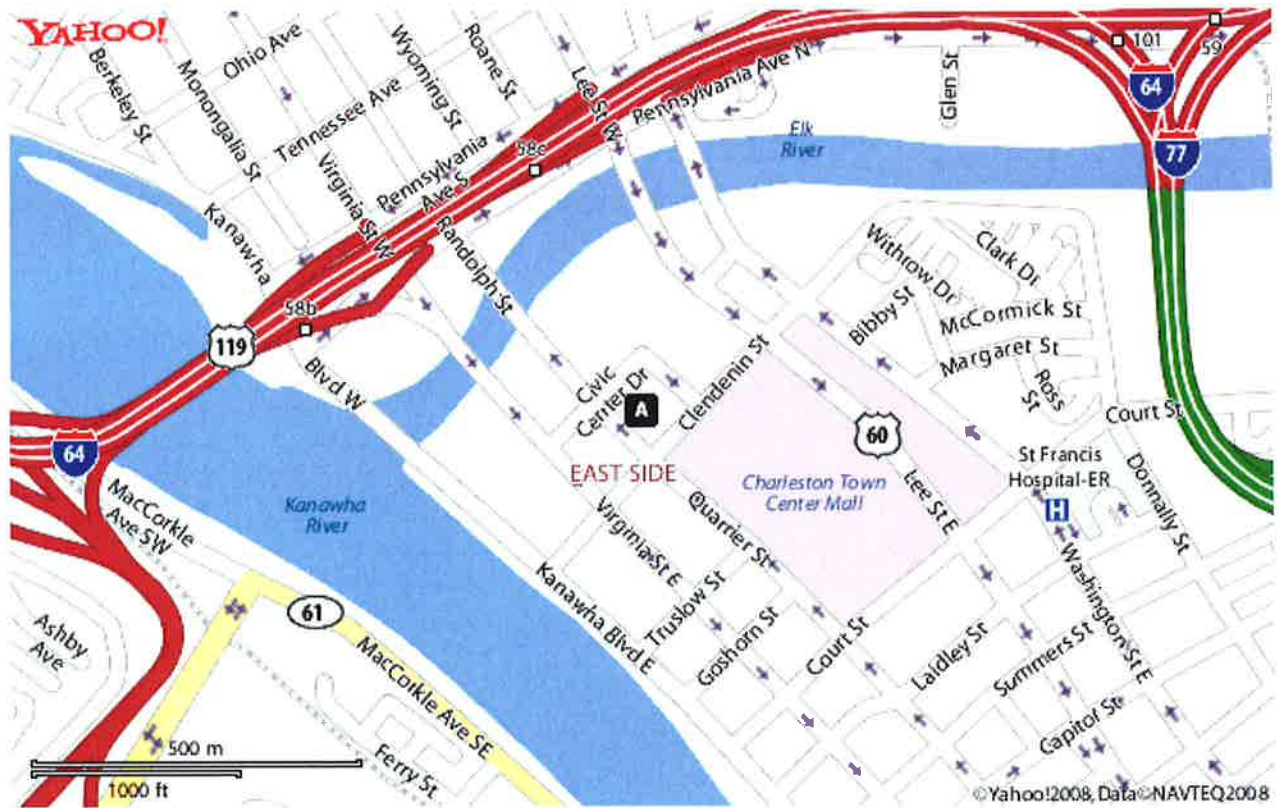 YAHOO!
Berkeley St
Ohio Ave
Monongalia St
Tennessee Ave
Wyoming St
Roane St
Lee St W
Pennsylvania Ave N
Glen St
101
59
64
77
Elk
River
Pennsylvania
Ave S
58c
Virginia St W
Kanawha
Blvd W
Randolph St
58b
119
64
Withrow Dr
Clark Dr
McCormick St
Bibby St
Margaret St
Ross
St
Court St
Civic
Center Dr
A
Clendenin St
60
EAST SIDE
Charleston Town
Center Mall
St Francis
Hospital-ER
H
Donnally St
Lee St E
Washington St E
Kanawha
River
MacCorkle
Ave SW
Quarrier St
Virginia St E
Kanawha Blvd E
Truslow St
Goshorn St
Court St
Laidley St
Summers St
Capitol St
61
MacCorkle Ave SE
Ashby
Ave
Ferry St
500 m
1000 ft
©Yahoo!2008, Data©NAVTEQ2008